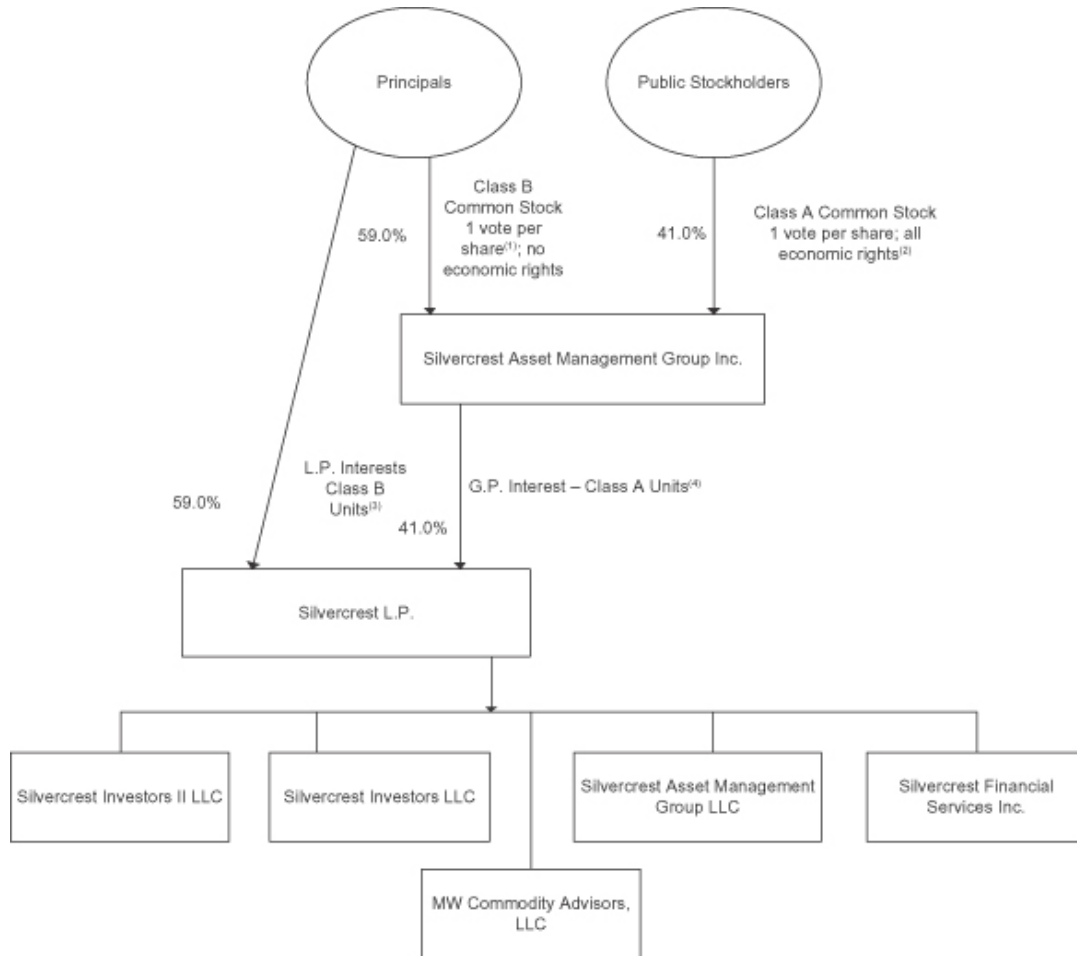 Principals
Public Stockholders
59.0%
Class B
Common Stock
1 vote per
share(1); no
economic rights
41.0%
Class A Common Stock
1 vote per share; all
economic rights(2)
Silvercrest Asset Management Group Inc.
59.0%
L.P. Interests
Class B
Units(3)
41.0%
G.P. Interest – Class A Units(4)
Silvercrest L.P.
Silvercrest Investors II LLC
Silvercrest Investors LLC
Silvercrest Asset Management
Group LLC
Silvercrest Financial
Services Inc.
MW Commodity Advisors,
LLC